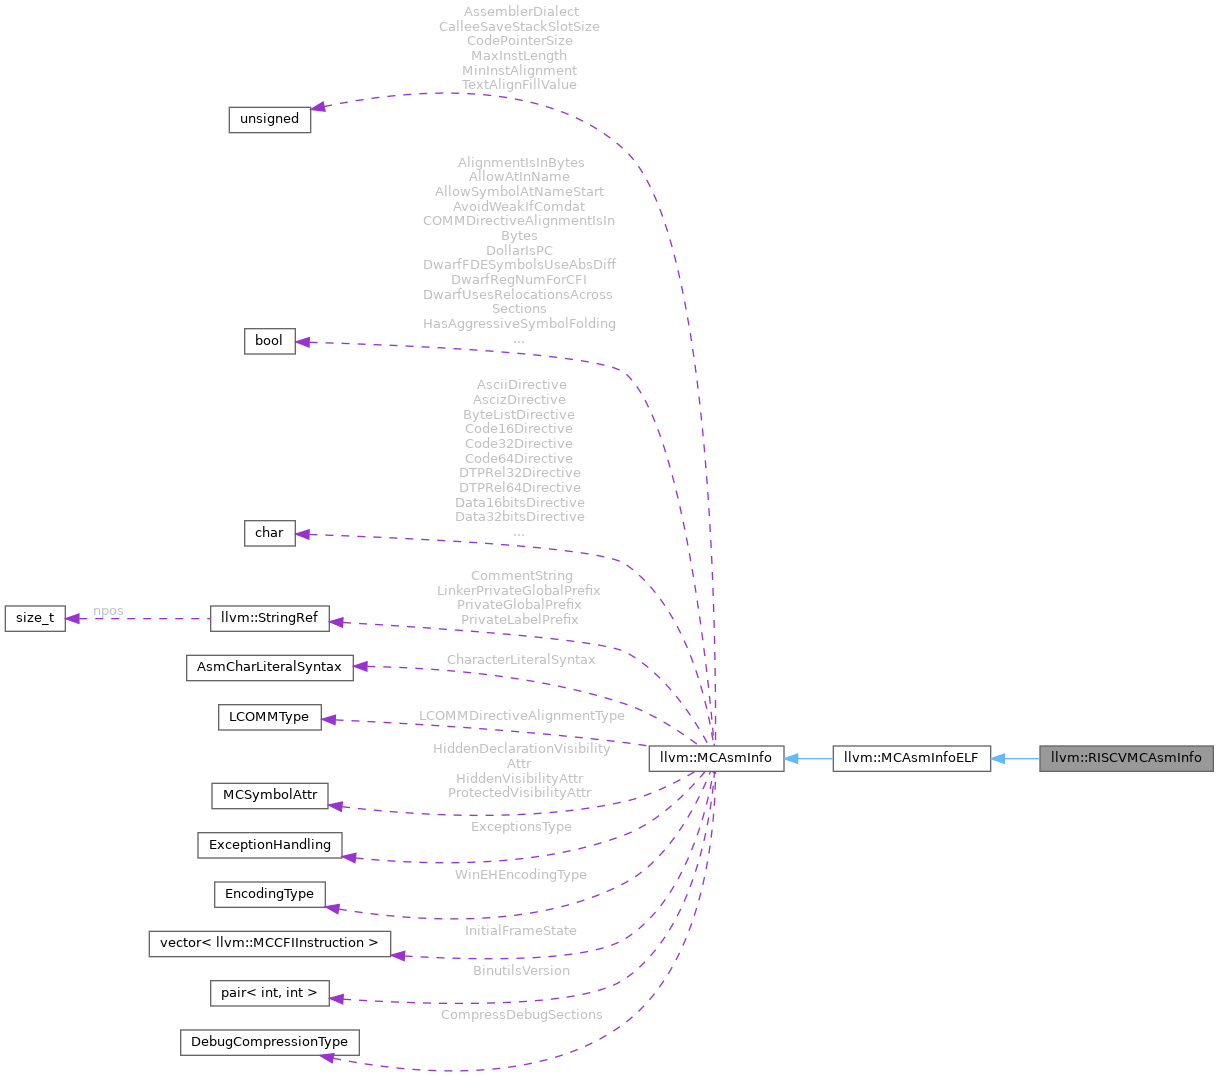 AssemblerDialect
CalleeSaveStackSlotSize
CodePointerSize
MaxInstLength
MinInstAlignment
TextAlignFillValue
unsigned
AlignmentIsInBytes
AllowAtInName
AllowSymbolAtNameStart
AvoidWeakIfComdat
COMMDirectiveAlignmentIsIn
Bytes
DollarIsPC
DwarfFDESymbolsUseAbsDiff
DwarfRegNumForCFI
DwarfUsesRelocationsAcross
Sections
HasAggressiveSymbolFolding
...
bool
AsciiDirective
AscizDirective
ByteListDirective
Code16Directive
Code32Directive
Code64Directive
DTPRel32Directive
DTPRel64Directive
Data16bitsDirective
Data32bitsDirective
...
char
CommentString
LinkerPrivateGlobalPrefix
PrivateGlobalPrefix
PrivateLabelPrefix
size_t
npos
llvm::StringRef
CharacterLiteralSyntax
AsmCharLiteralSyntax
LCOMMDirectiveAlignmentType
LCOMMType
HiddenDeclarationVisibility
Attr
HiddenVisibilityAttr
ProtectedVisibilityAttr
llvm::MCAsmInfo
llvm::MCAsmInfoELF
llvm::RISCVMCAsmInfo
MCSymbolAttr
ExceptionsType
ExceptionHandling
WinEHEncodingType
EncodingType
InitialFrameState
vector< llvm::MCCFIInstruction >
BinutilsVersion
pair< int, int >
CompressDebugSections
DebugCompressionType